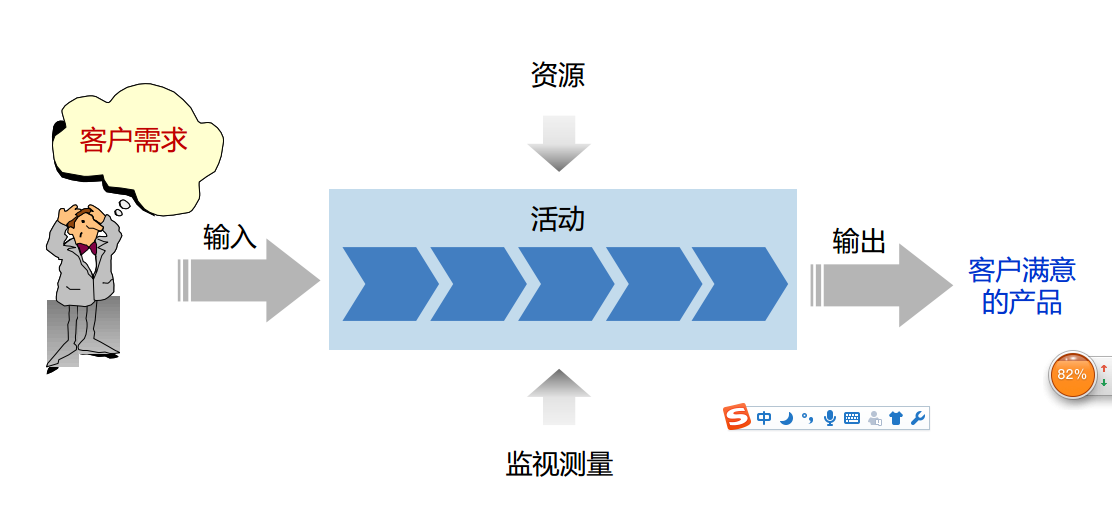 资源
客户需求
活动
输入
输出
客户满意
的产品
82%
中
监视测量